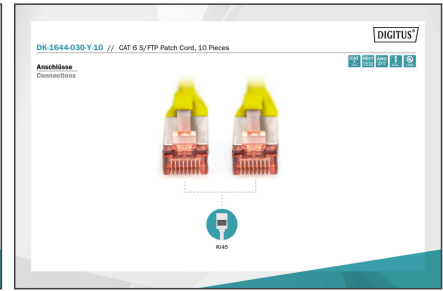 DIGITUS®
DK-1644-030-Y-10 // CAT 6 S/FTP Patch Cord, 10 Pieces
Anschlüsse
Connections
RJ45